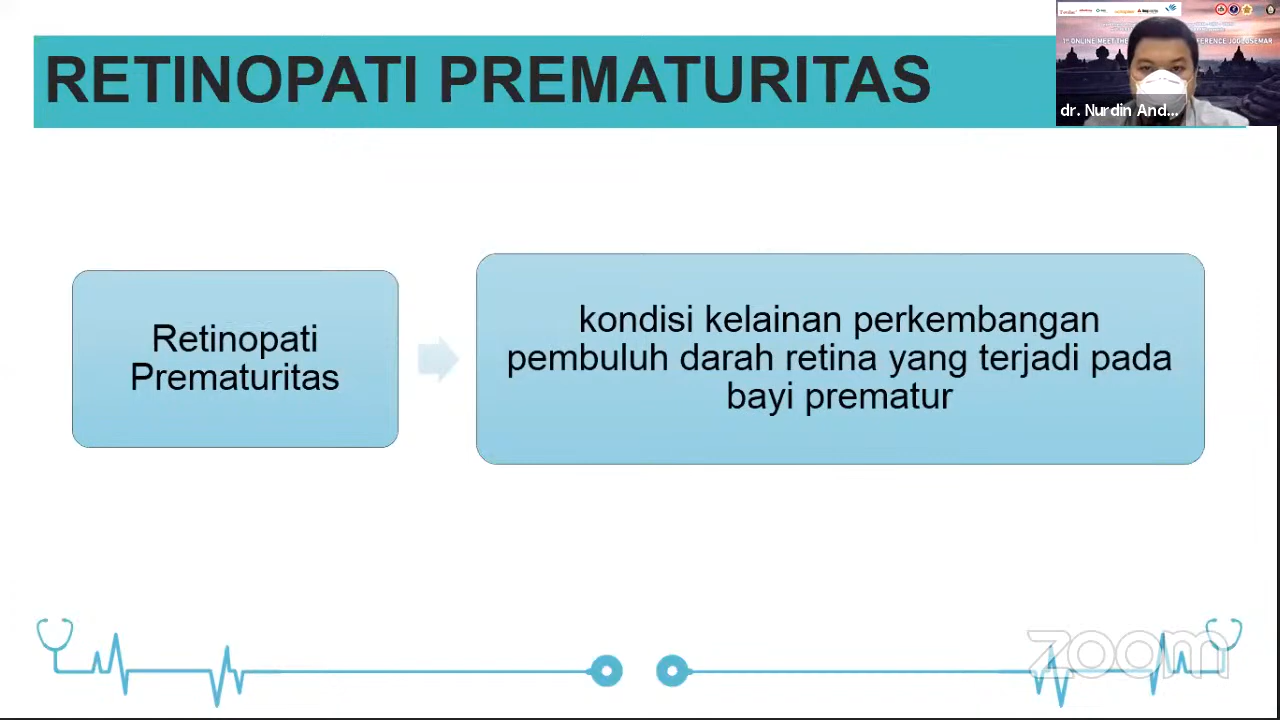 RETINOPATI PREMATURITAS
dr. Nurdin And...
Retinopati
Prematuritas
kondisi kelainan perkembangan
pembuluh darah retina yang terjadi pada
bayi prematur
zoom